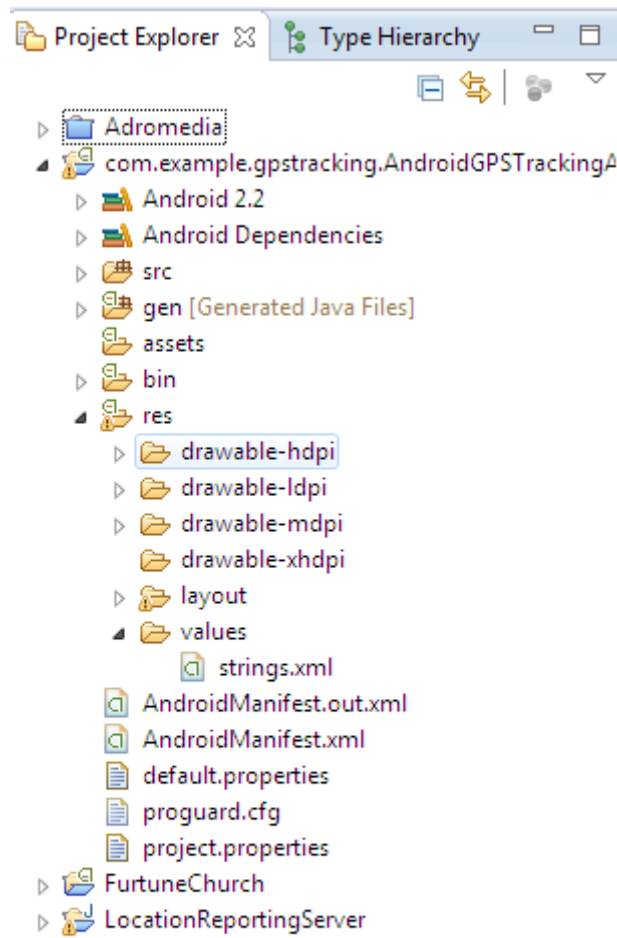 Project Explorer Type Hierarchy
Adromedia
com.example.gpstracking.AndroidGPSTrackingA
Android 2.2
Android Dependencies
src
gen [Generated Java Files]
assets
bin
res
drawable-hdpi
drawable-ldpi
drawable-mdpi
drawable-xhdpi
layout
values
strings.xml
AndroidManifest.out.xml
AndroidManifest.xml
default.properties
proguard.cfg
project.properties
FurtuneChurch
LocationReportingServer